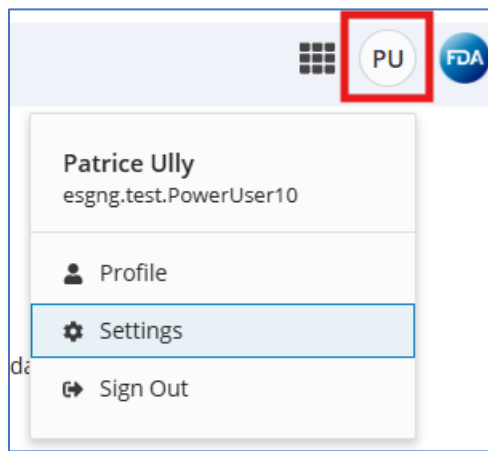 PU
FDA
Patrice Ully
esgng.test.PowerUser10
Profile
Settings
da
Sign Out